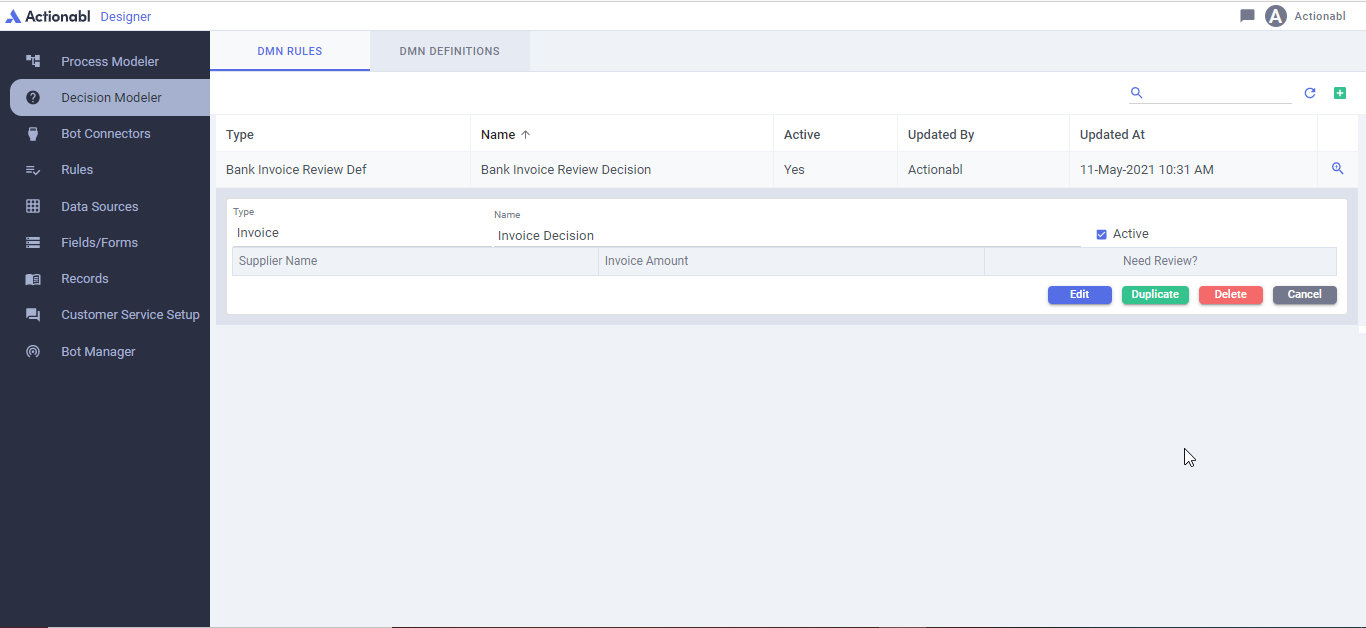 Actionabl Designer
A Actionabl
Process Modeler
Decision Modeler
Bot Connectors
Rules
Data Sources
Fields/Forms
Records
Customer Service Setup
Bot Manager
DMN RULES DMN DEFINITIONS
Type Name Active Updated By Updated At
Bank Invoice Review Def Bank Invoice Review Decision Yes Actionabl 11-May-2021 10:31 AM
Type Name
Invoice Invoice Decision Active
Supplier Name Invoice Amount Need Review?
Edit Duplicate Delete Cancel